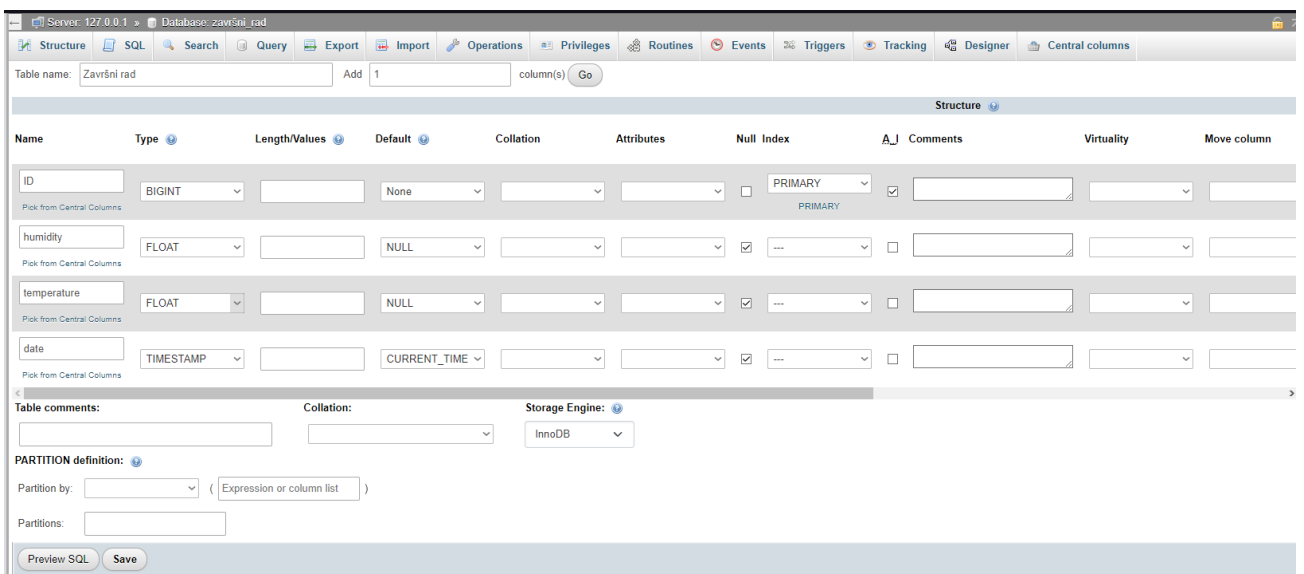 Server: 127.0.0.1 » Database: završni_rad
Structure SQL Search Query Export Import Operations Privileges Routines Events Triggers Tracking Designer Central columns
Table name: Završni rad Add 1 column(s) Go
Structure
Name Type Length/Values Default Collation Attributes Null Index A_I Comments Virtuality Move column
ID BIGINT None PRIMARY
Pick from Central Columns PRIMARY
humidity FLOAT NULL ---
Pick from Central Columns
temperature FLOAT NULL ---
Pick from Central Columns
date TIMESTAMP CURRENT_TIME ---
Pick from Central Columns
Table comments: Collation: Storage Engine:
InnoDB
PARTITION definition:
Partition by: ( Expression or column list )
Partitions:
Preview SQL Save